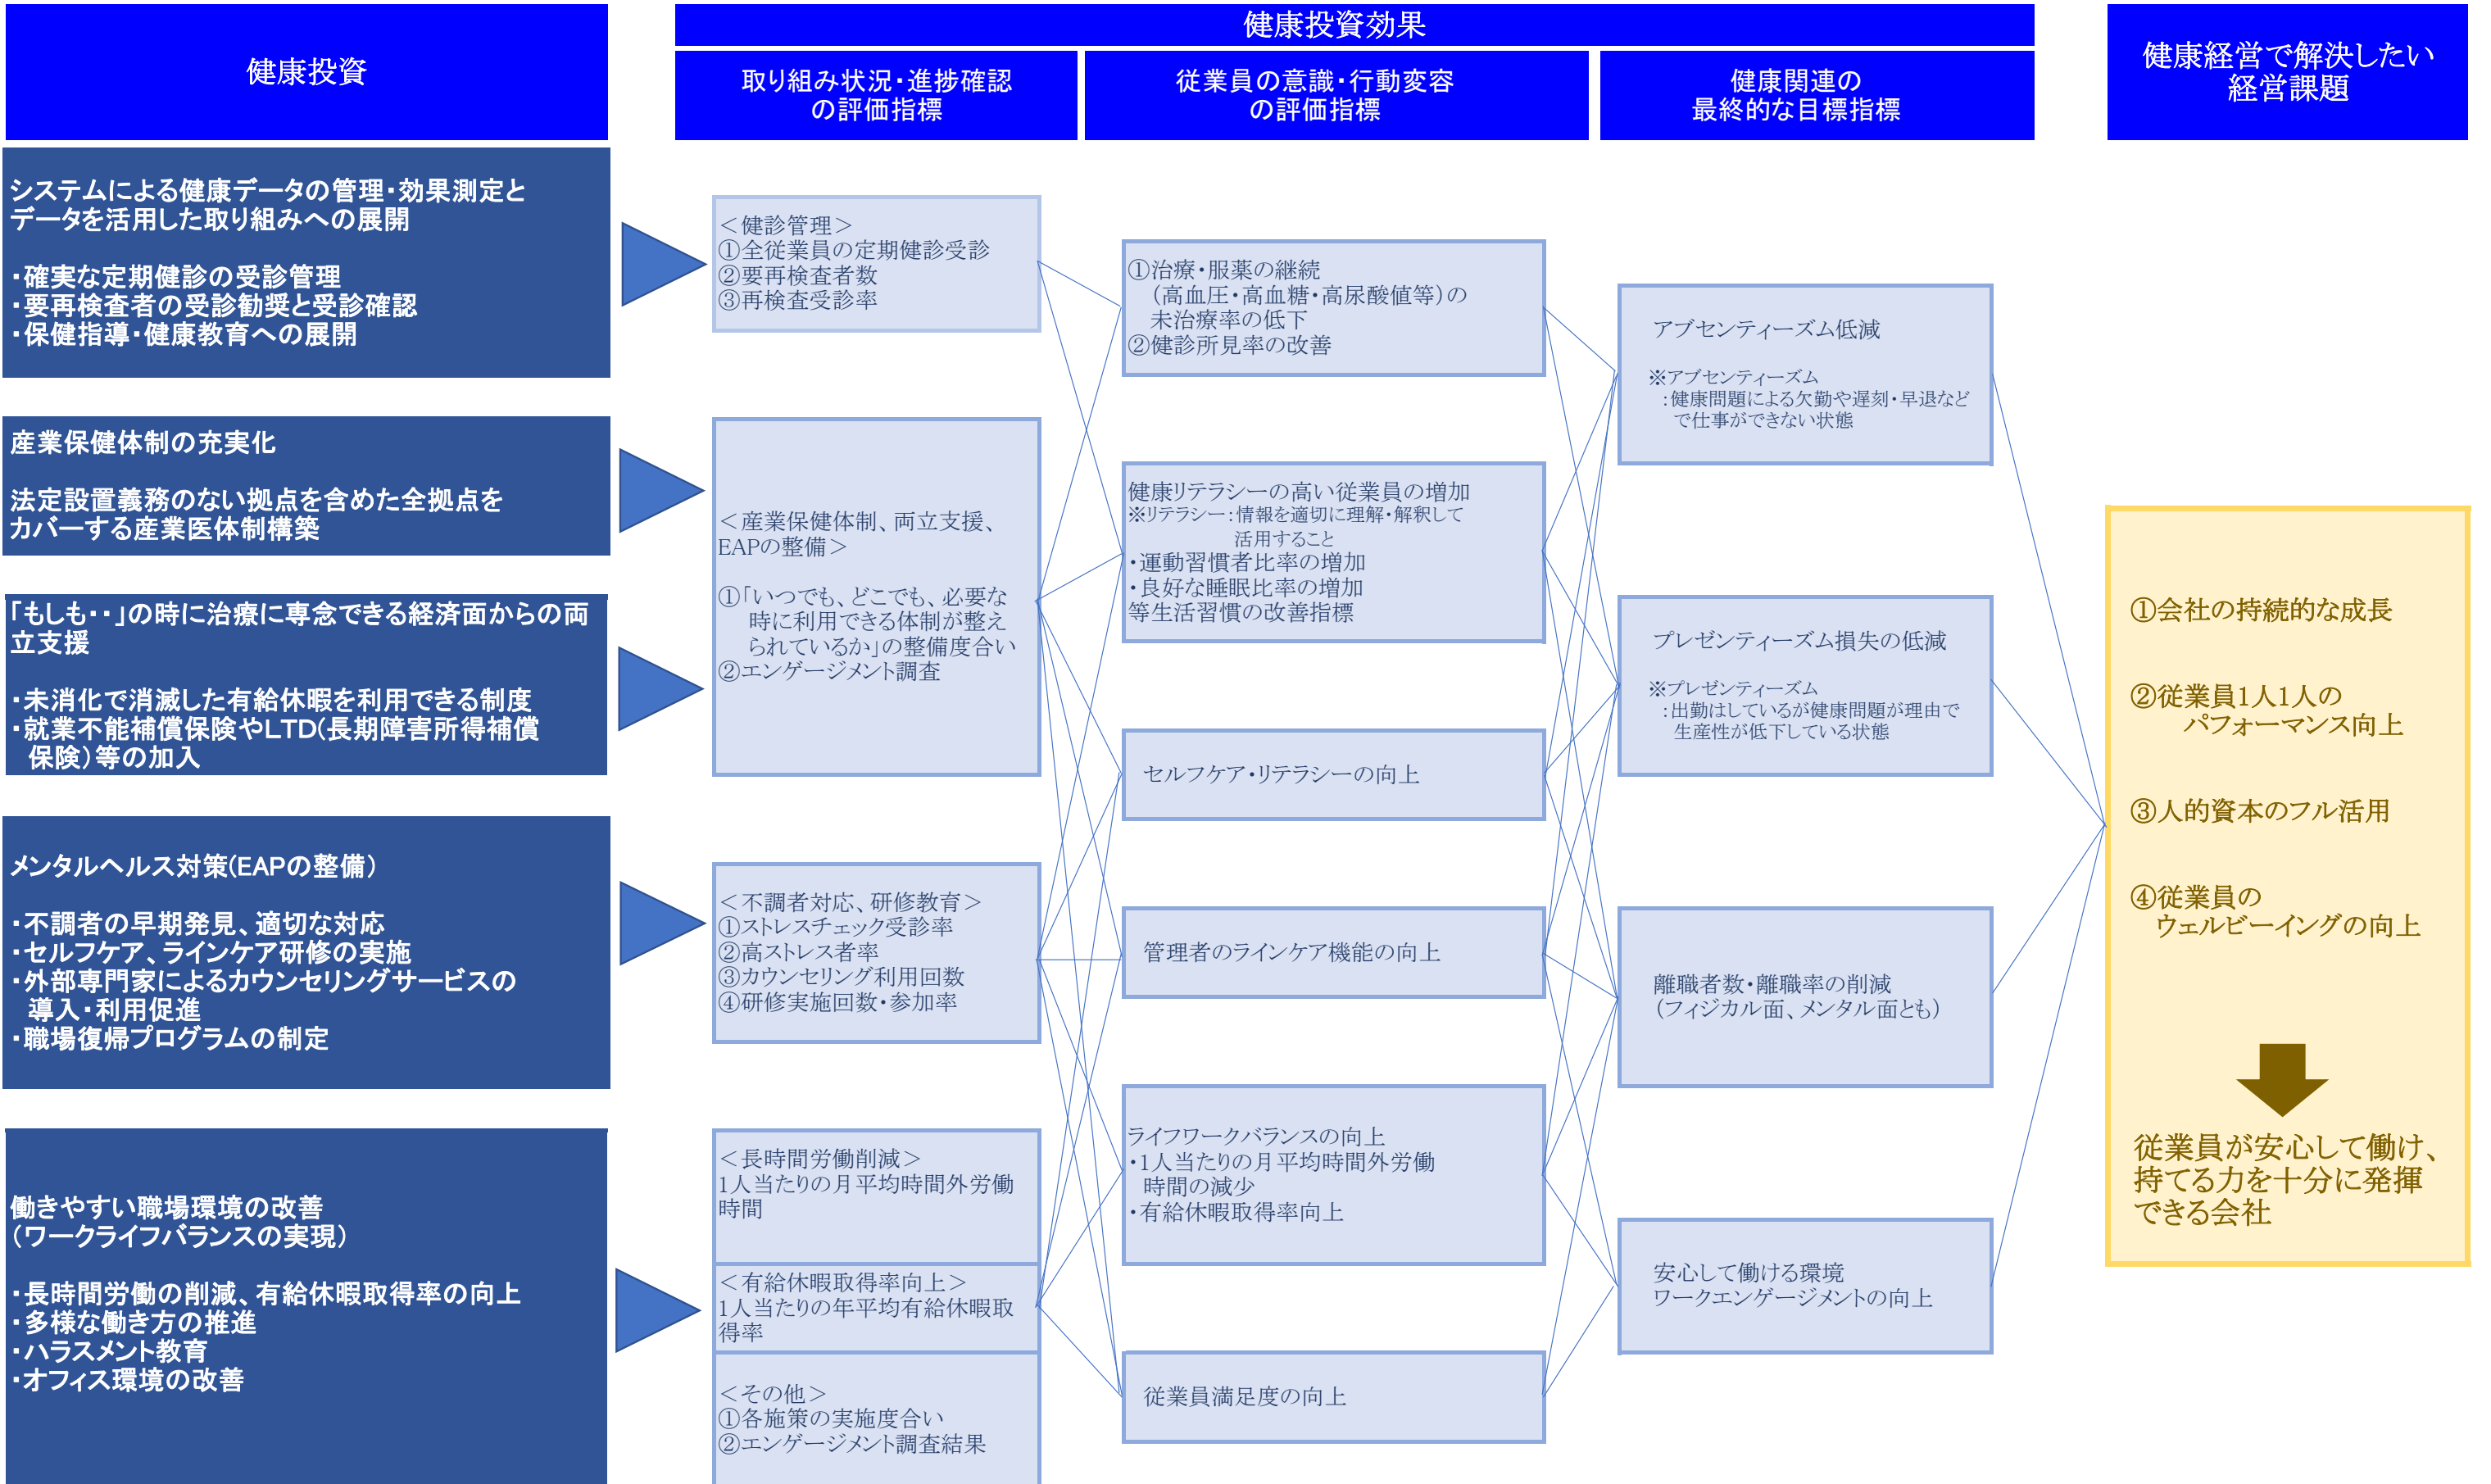 健康投資
健康投資効果
取り組み状況・進捗確認
の評価指標
従業員の意識・行動変容
の評価指標
健康関連の
最終的な目標指標
健康経営で解決したい
経営課題
システムによる健康データの管理・効果測定と
データを活用した取り組みへの展開
・確実な定期健診の受診管理
・要再検査者の受診勧奨と受診確認
・保健指導・健康教育への展開
産業保健体制の充実化
法定設置義務のない拠点を含めた全拠点を
カバーする産業医体制構築
「もしも・・」の時に治療に専念できる経済面からの両
立支援
・未消化で消滅した有給休暇を利用できる制度
・就業不能補償保険やLTD(長期障害所得補償
保険)等の加入
メンタルヘルス対策(EAPの整備)
・不調者の早期発見、適切な対応
・セルフケア、ラインケア研修の実施
・外部専門家によるカウンセリングサービスの
導入・利用促進
・職場復帰プログラムの制定
働きやすい職場環境の改善
(ワークライフバランスの実現)
・長時間労働の削減、有給休暇取得率の向上
・多様な働き方の推進
・ハラスメント教育
・オフィス環境の改善
＜健診管理＞
①全従業員の定期健診受診
②要再検査者数
③再検査受診率
＜産業保健体制、両立支援、
EAPの整備＞
①「いつでも、どこでも、必要な
時に利用できる体制が整え
られているか」の整備度合い
②エンゲージメント調査
＜不調者対応、研修教育＞
①ストレスチェック受診率
②高ストレス者率
③カウンセリング利用回数
④研修実施回数・参加率
＜長時間労働削減＞
1人当たりの月平均時間外労働
時間
＜有給休暇取得率向上＞
1人当たりの年平均有給休暇取
得率
＜その他＞
①各施策の実施度合い
②エンゲージメント調査結果
①治療・服薬の継続
(高血圧・高血糖・高尿酸値等)の
未治療率の低下
②健診所見率の改善
健康リテラシーの高い従業員の増加
※リテラシー：情報を適切に理解・解釈して
活用すること
・運動習慣者比率の増加
・良好な睡眠比率の増加
等生活習慣の改善指標
セルフケア・リテラシーの向上
管理者のラインケア機能の向上
ライフワークバランスの向上
・1人当たりの月平均時間外労働
時間の減少
・有給休暇取得率向上
従業員満足度の向上
アブセンティーズム低減
※アブセンティーズム
：健康問題による欠勤や遅刻・早退など
で仕事ができない状態
プレゼンティーズム損失の低減
※プレゼンティーズム
：出勤はしているが健康問題が理由で
生産性が低下している状態
離職者数・離職率の削減
(フィジカル面、メンタル面とも)
安心して働ける環境
ワークエンゲージメントの向上
①会社の持続的な成長
②従業員1人1人の
パフォーマンス向上
③人的資本のフル活用
④従業員の
ウェルビーイングの向上
従業員が安心して働け、
持てる力を十分に発揮
できる会社